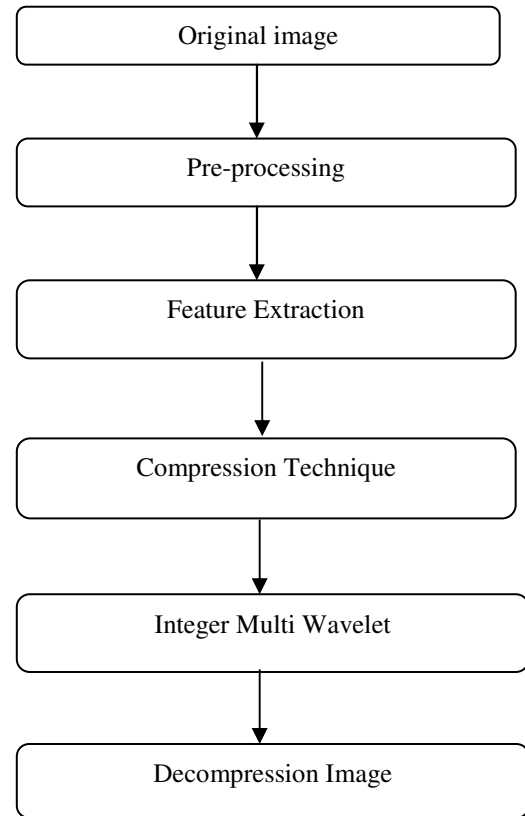 Original image
Pre-processing
Feature Extraction
Compression Technique
Integer Multi Wavelet
Decompression Image